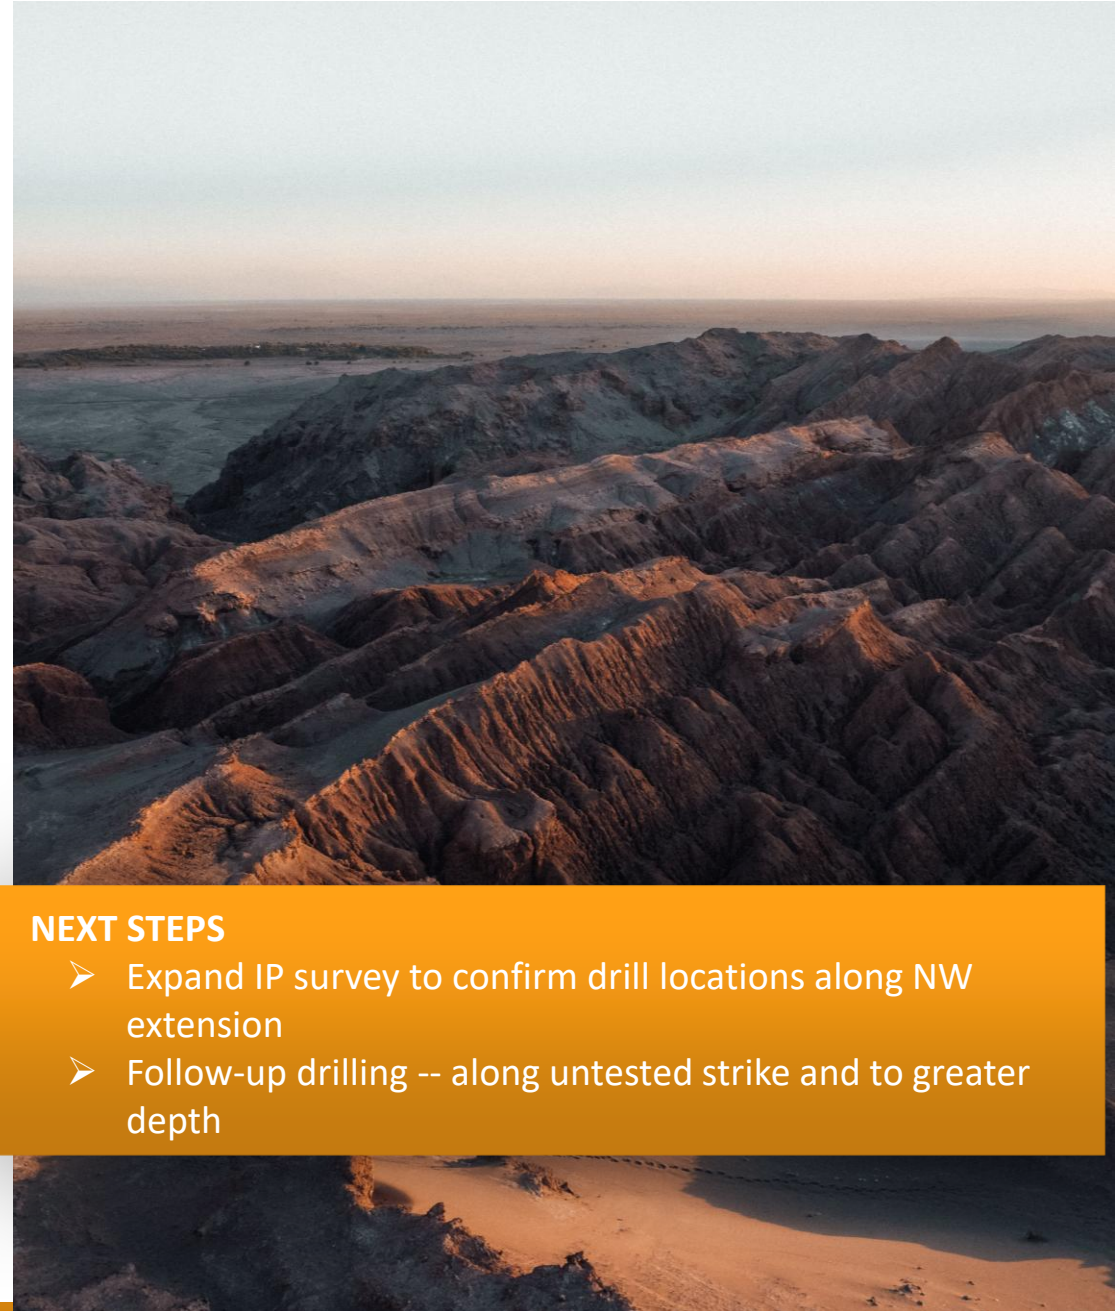 NEXT STEPS
➢ Expand IP survey to confirm drill locations along NW
extension
➢ Follow-up drilling -- along untested strike and to greater
depth